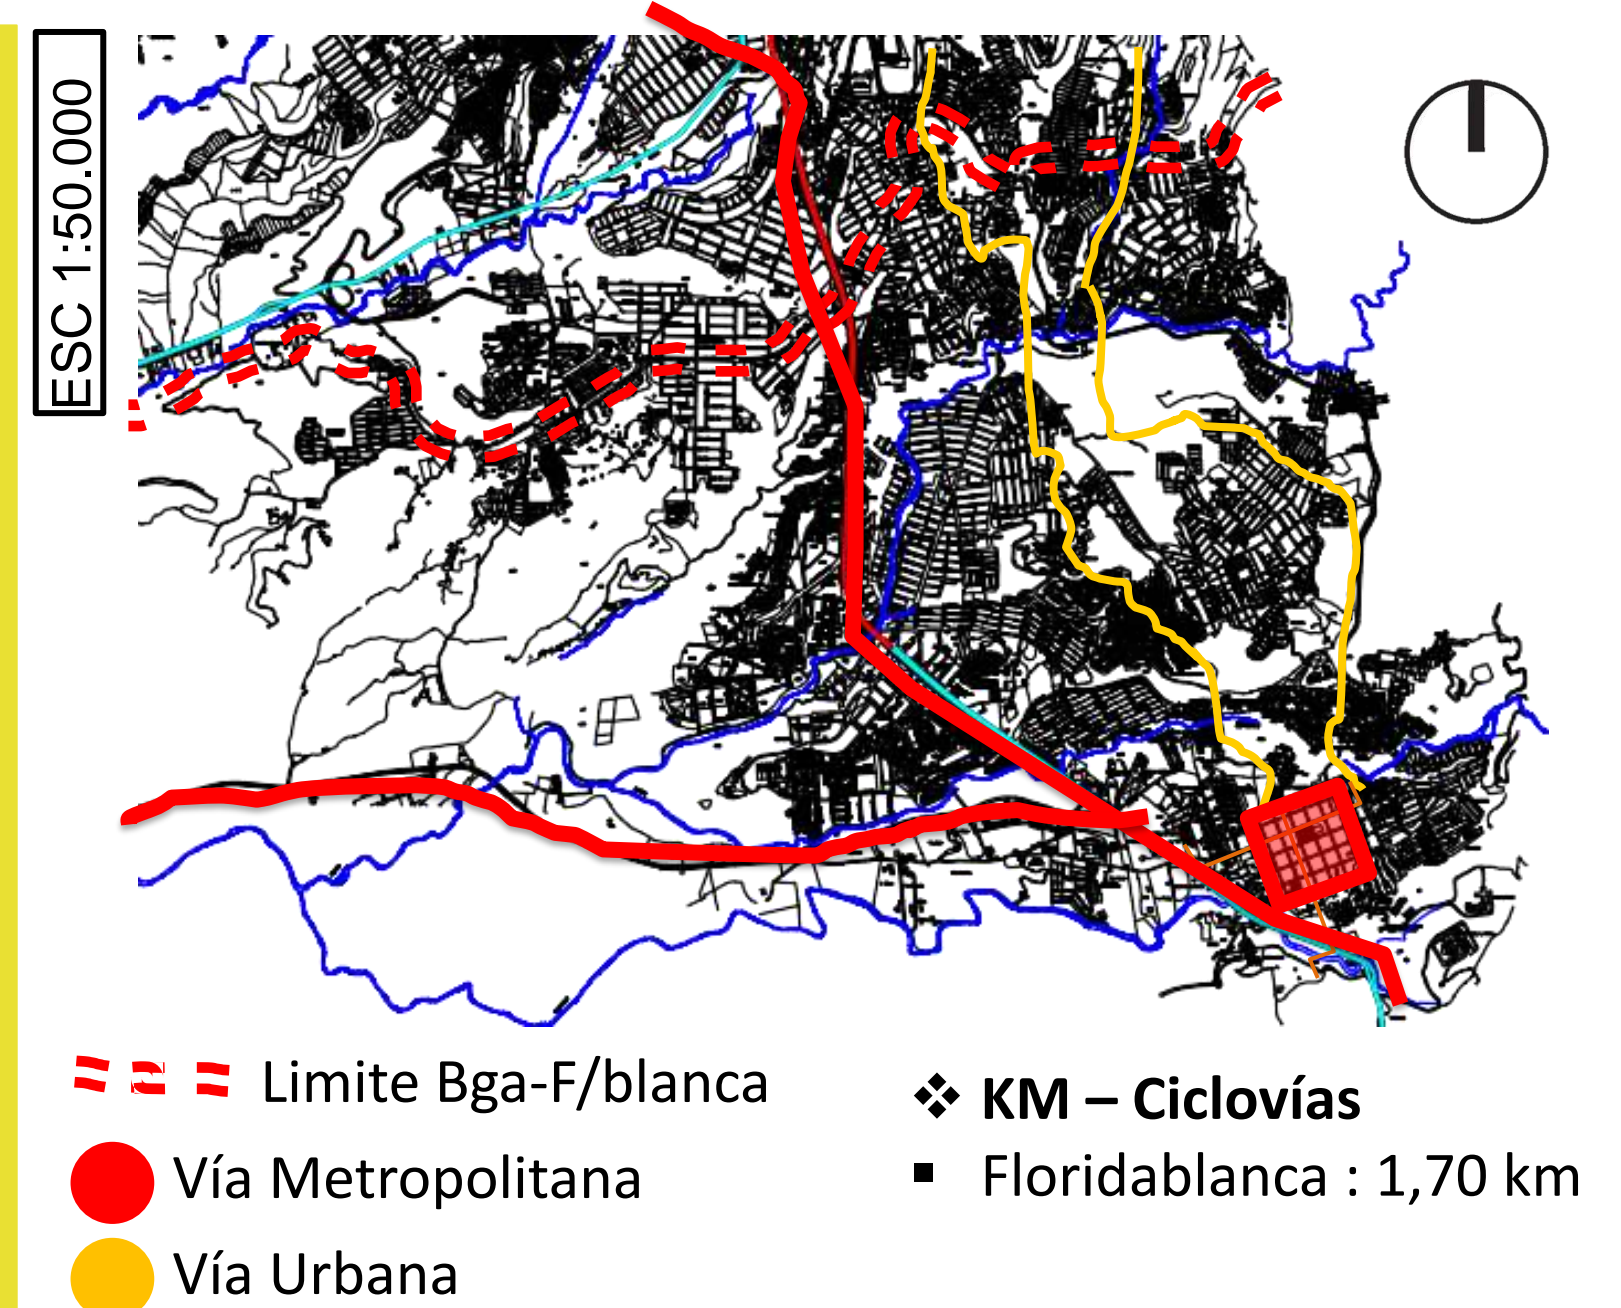 ESC 1:50.000
Limite Bga-F/blanca
Vía Metropolitana
Vía Urbana
❖ KM – Ciclovías
▪ Floridablanca : 1,70 km